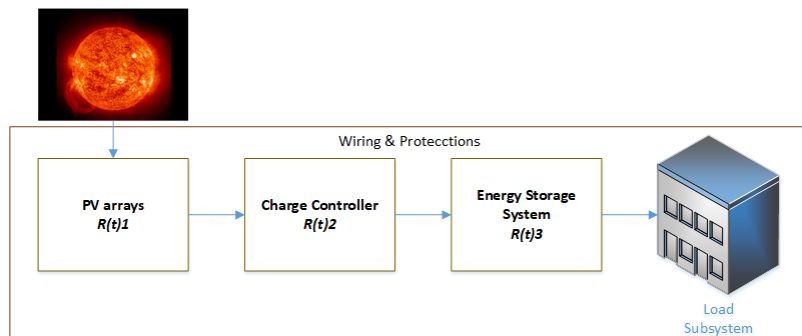 Wiring & Protecctions
PV arrays
R(t)1
Charge Controller
R(t)2
Energy Storage
System
R(t)3
Load
Subsystem